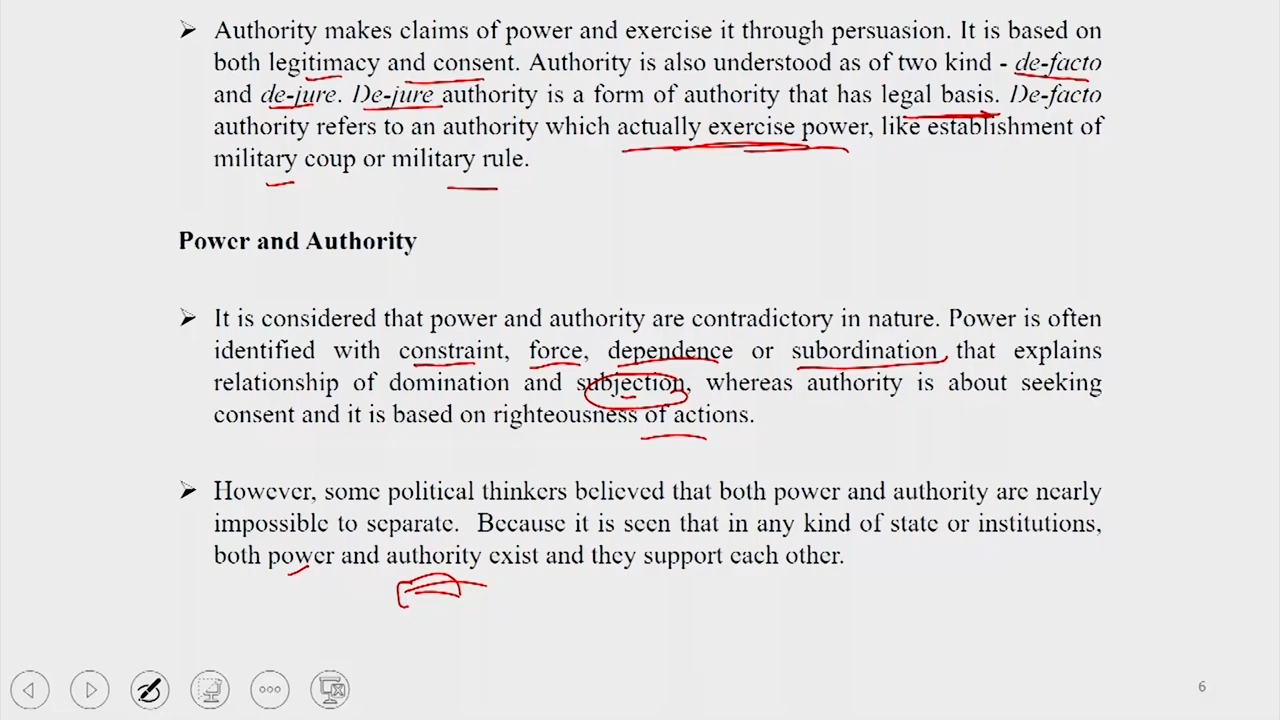 ➢ Authority makes claims of power and exercise it through persuasion. It is based on
both legitimacy and consent. Authority is also understood as of two kind - de-facto
and de-jure. De-jure authority is a form of authority that has legal basis. De-facto
authority refers to an authority which actually exercise power, like establishment of
military coup or military rule.
Power and Authority
➢ It is considered that power and authority are contradictory in nature. Power is often
identified with constraint, force, dependence or subordination that explains
relationship of domination and subjection, whereas authority is about seeking
consent and it is based on righteousness of actions.
➢ However, some political thinkers believed that both power and authority are nearly
impossible to separate. Because it is seen that in any kind of state or institutions,
both power and authority exist and they support each other.
6